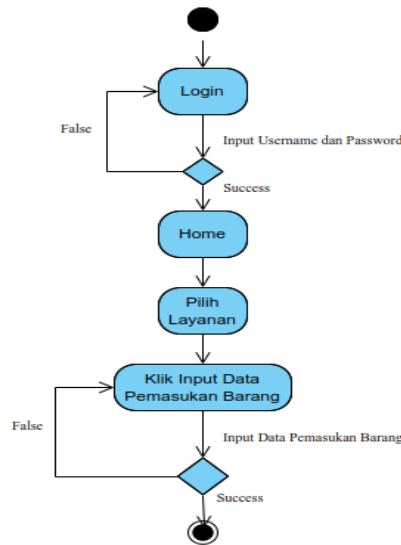 Login
False
Input Username dan Password
Success
Home
Pilih
Layanan
Klik Input Data
Pemasukan Barang
False
Input Data Pemasukan Barang
Success